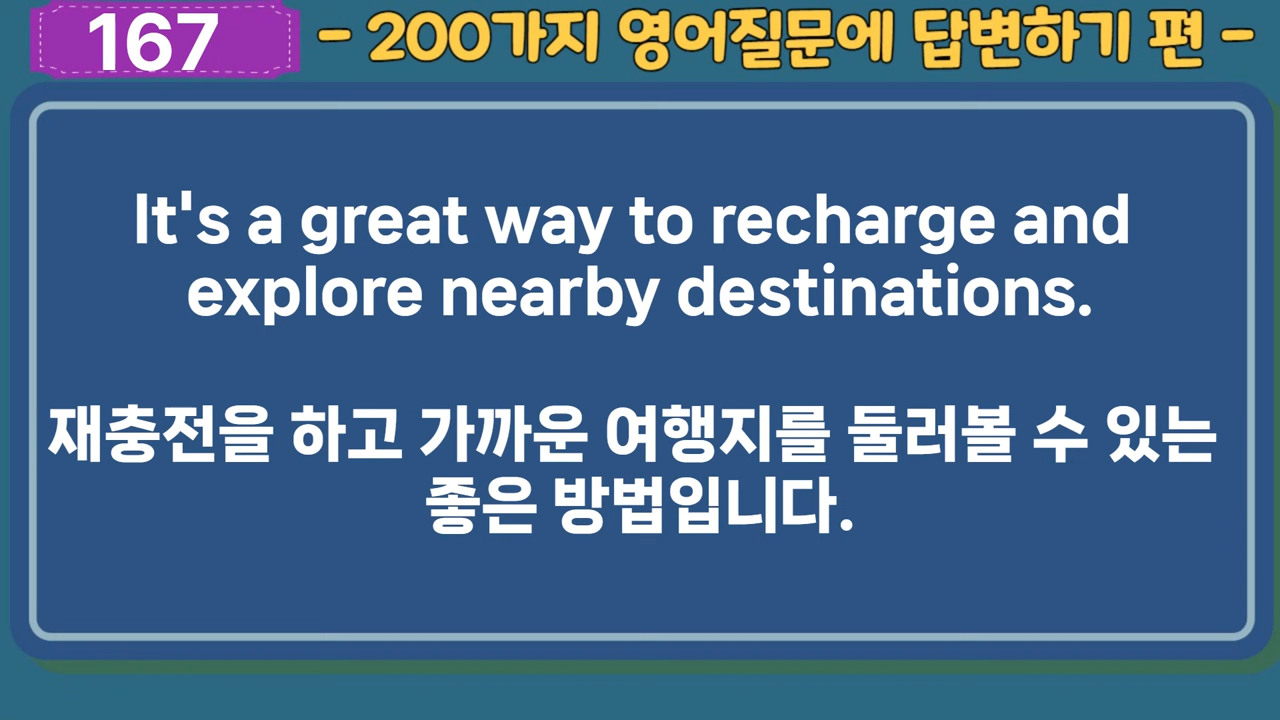 167
- 200가지 영어질문에 답변하기 편 -
It's a great way to recharge and
explore nearby destinations.
재충전을 하고 가까운 여행지를 둘러볼 수 있는
좋은 방법입니다.